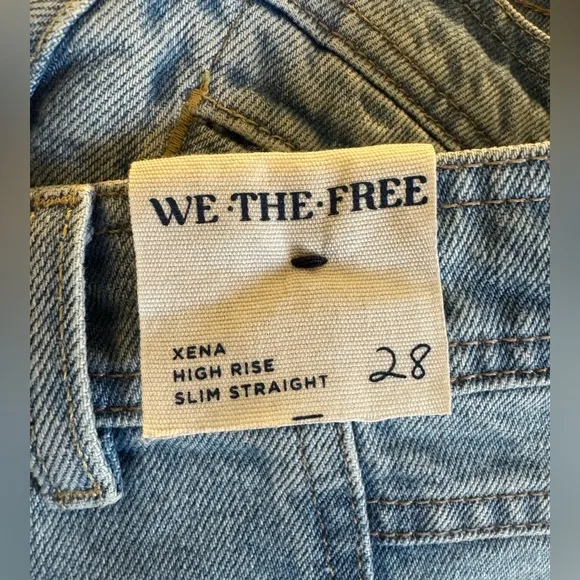 WE·THE·FREE
XENA
HIGH RISE
SLIM STRAIGHT
28